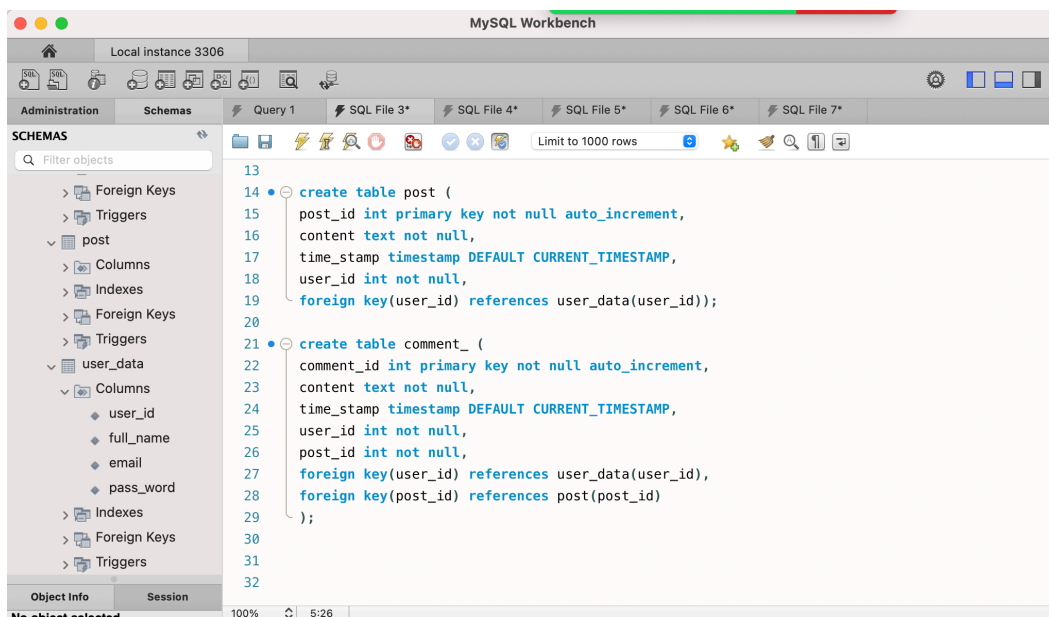 MySQL Workbench
Local instance 3306
Administration
Schemas
Query 1
SQL File 3*
SQL File 4*
SQL File 5*
SQL File 6*
SQL File 7*
SCHEMAS
Filter objects
Limit to 1000 rows
Foreign Keys
Triggers
post
Columns
Indexes
Foreign Keys
Triggers
user_data
Columns
user_id
full_name
email
pass_word
Indexes
Foreign Keys
Triggers
Object Info
Session
No object selected
13
14 create table post (
15 post_id int primary key not null auto_increment,
16 content text not null,
17 time_stamp timestamp DEFAULT CURRENT_TIMESTAMP,
18 user_id int not null,
19 foreign key(user_id) references user_data(user_id));
20
21 create table comment_ (
22 comment_id int primary key not null auto_increment,
23 content text not null,
24 time_stamp timestamp DEFAULT CURRENT_TIMESTAMP,
25 user_id int not null,
26 post_id int not null,
27 foreign key(user_id) references user_data(user_id),
28 foreign key(post_id) references post(post_id)
29 );
30
31
32
100% 5:26